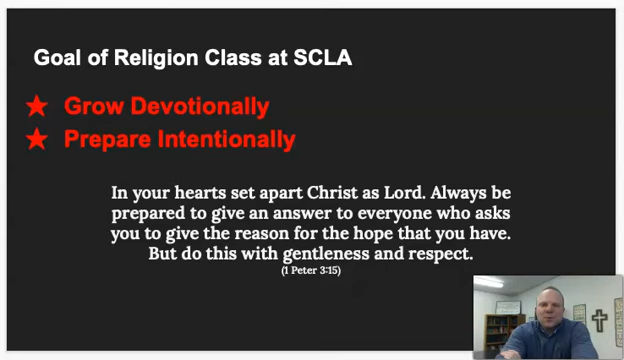 Goal of Religion Class at SCLA
Grow Devotionally
Prepare Intentionally
In your hearts set apart Christ as Lord. Always be
prepared to give an answer to everyone who asks
you to give the reason for the hope that you have.
But do this with gentleness and respect.
(1 Peter 3:15)